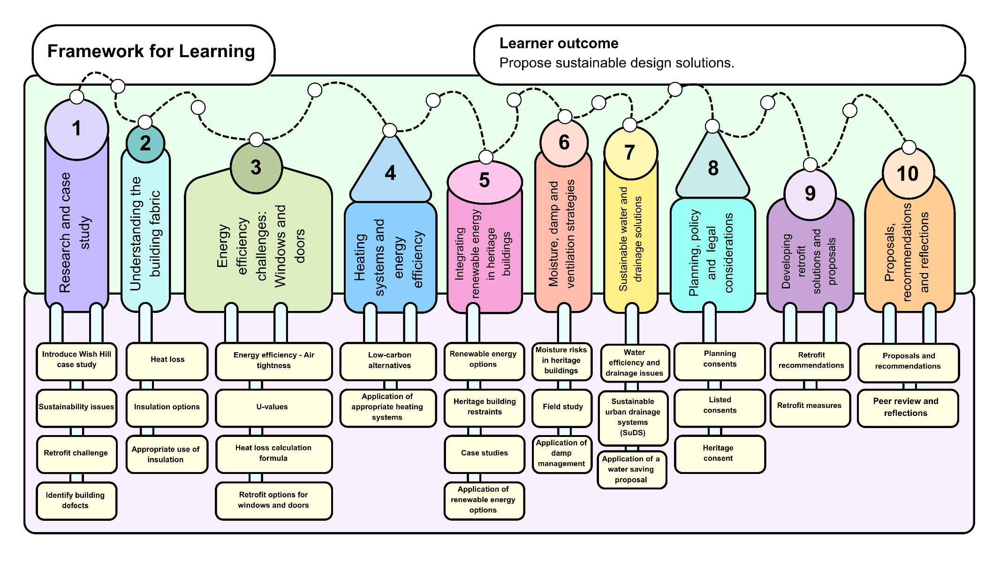 Framework for Learning
Learner outcome
Propose sustainable design solutions.
1
Research and case
study
2
Understanding the
building fabric
3
Energy
efficiency
challenges:
Windows and
doors
4
Heating
systems and
energy
efficiency
5
Integrating
renewable energy
in heritage
buildings
6
Moisture, damp and
ventilation strategies
7
Sustainable water and
drainage solutions
8
Planning, policy
and legal
considerations
9
Developing
retrofit
solutions and
proposals
10
Proposals,
recommendations
and reflections
Introduce Wish Hill
case study
Sustainability issues
Retrofit challenge
Identify building
defects
Heat loss
Insulation options
Appropriate use of
insulation
Energy efficiency - Air
tightness
U-values
Heat loss calculation
formula
Retrofit options for
windows and doors
Low-carbon
alternatives
Application of
appropriate heating
systems
Renewable energy
options
Heritage building
restraints
Case studies
Application of
renewable energy
options
Moisture risks
in heritage
buildings
Field study
Application of
damp
management
Water
efficiency and
drainage issues
Sustainable
urban drainage
systems
(SuDS)
Application of a
water saving
proposal
Planning
consents
Listed
consents
Heritage
consent
Retrofit
recommendations
Retrofit measures
Proposals and
recommendations
Peer review and
reflections